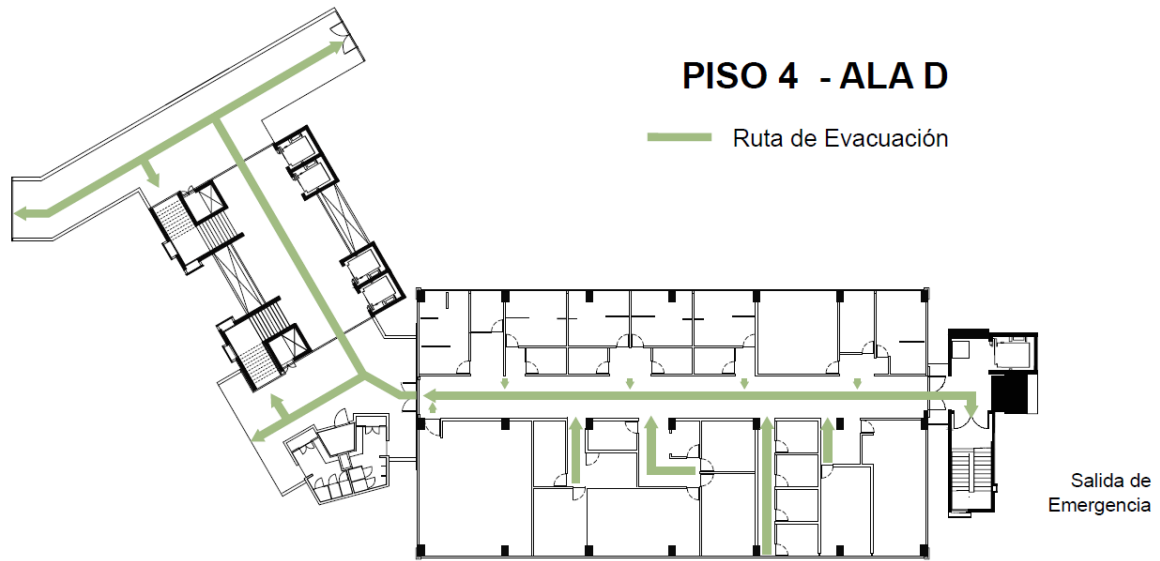 PISO 4 - ALA D
Ruta de Evacuación
Salida de
Emergencia